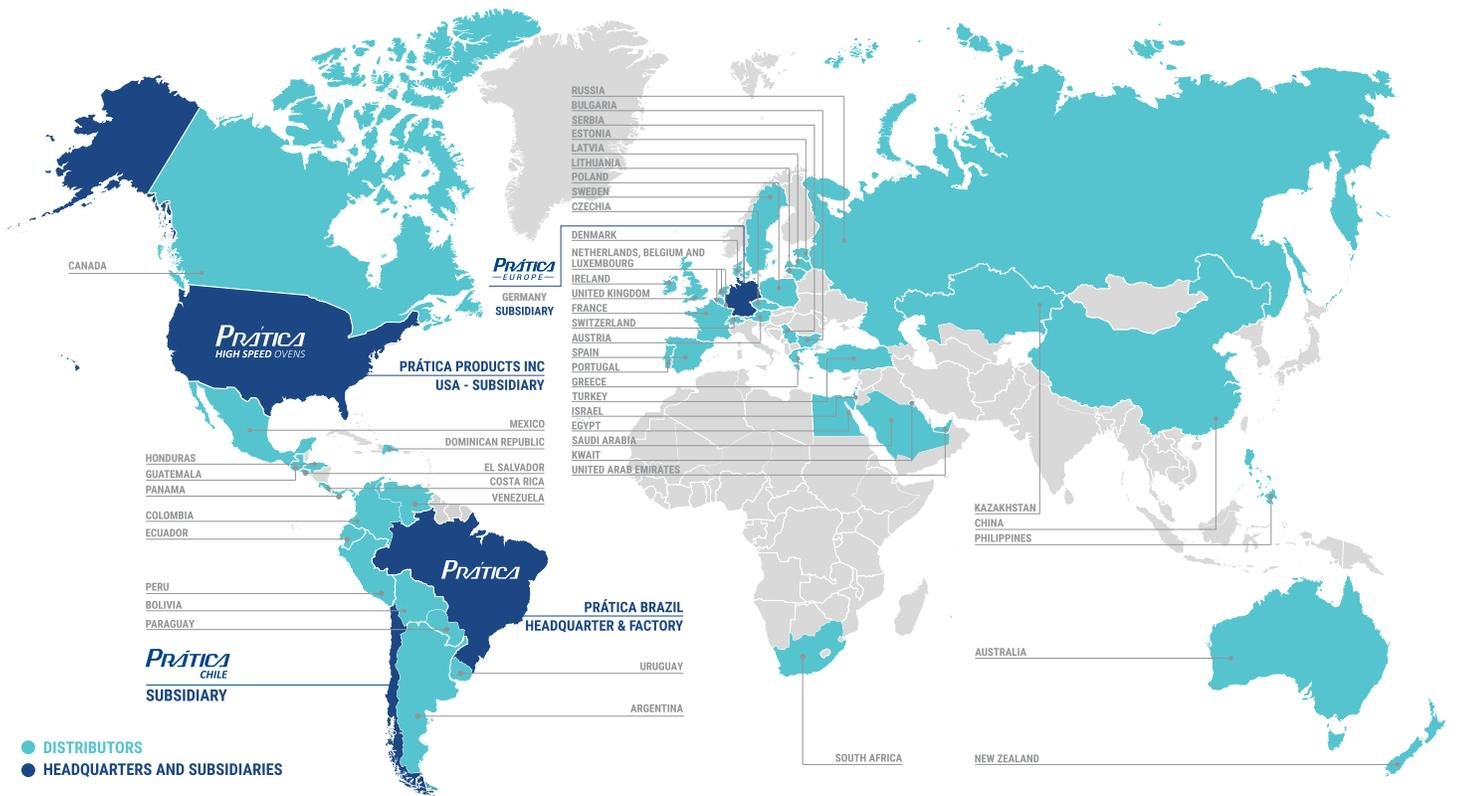 RUSSIA
BULGARIA
SERBIA
ESTONIA
LATVIA
LITHUANIA
POLAND
SWEDEN
CZECHIA
DENMARK
NETHERLANDS, BELGIUM AND
LUXEMBOURG
IRELAND
UNITED KINGDOM
FRANCE
SWITZERLAND
AUSTRIA
SPAIN
PORTUGAL
GREECE
TURKEY
ISRAEL
EGYPT
SAUDI ARABIA
KWAIT
UNITED ARAB EMIRATES
PRÁTICA
EUROPE
GERMANY
SUBSIDIARY
CANADA
PRÁTICA
HIGH SPEED OVENS
PRÁTICA PRODUCTS INC
USA - SUBSIDIARY
MEXICO
DOMINICAN REPUBLIC
HONDURAS
GUATEMALA
PANAMA
EL SALVADOR
COSTA RICA
VENEZUELA
COLOMBIA
ECUADOR
PERU
BOLIVIA
PARAGUAY
PRÁTICA
PRÁTICA BRAZIL
HEADQUARTER & FACTORY
PRÁTICA
CHILE
SUBSIDIARY
URUGUAY
ARGENTINA
KAZAKHSTAN
CHINA
PHILIPPINES
AUSTRALIA
SOUTH AFRICA
NEW ZEALAND
DISTRIBUTORS
HEADQUARTERS AND SUBSIDIARIES